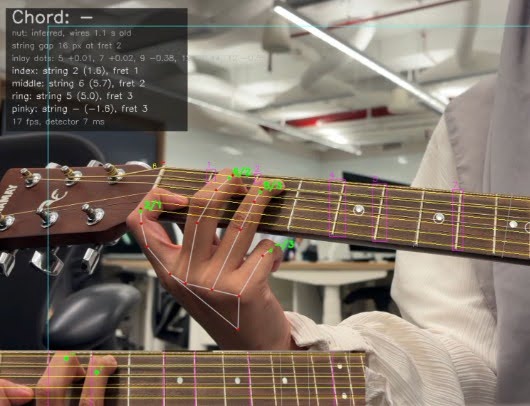 Chord: –
nut: inferred, wires 1.1 s old
string gap 16 px at fret 2
inlay dots: 5 +0.01, 7 +0.02, 9 −0.38,
index: string 2 (1.6), fret 1
middle: string 6 (5.7), fret 2
ring: string 5 (5.0), fret 3
pinky: string – (−1.8), fret 3
17 fps, detector 7 ms